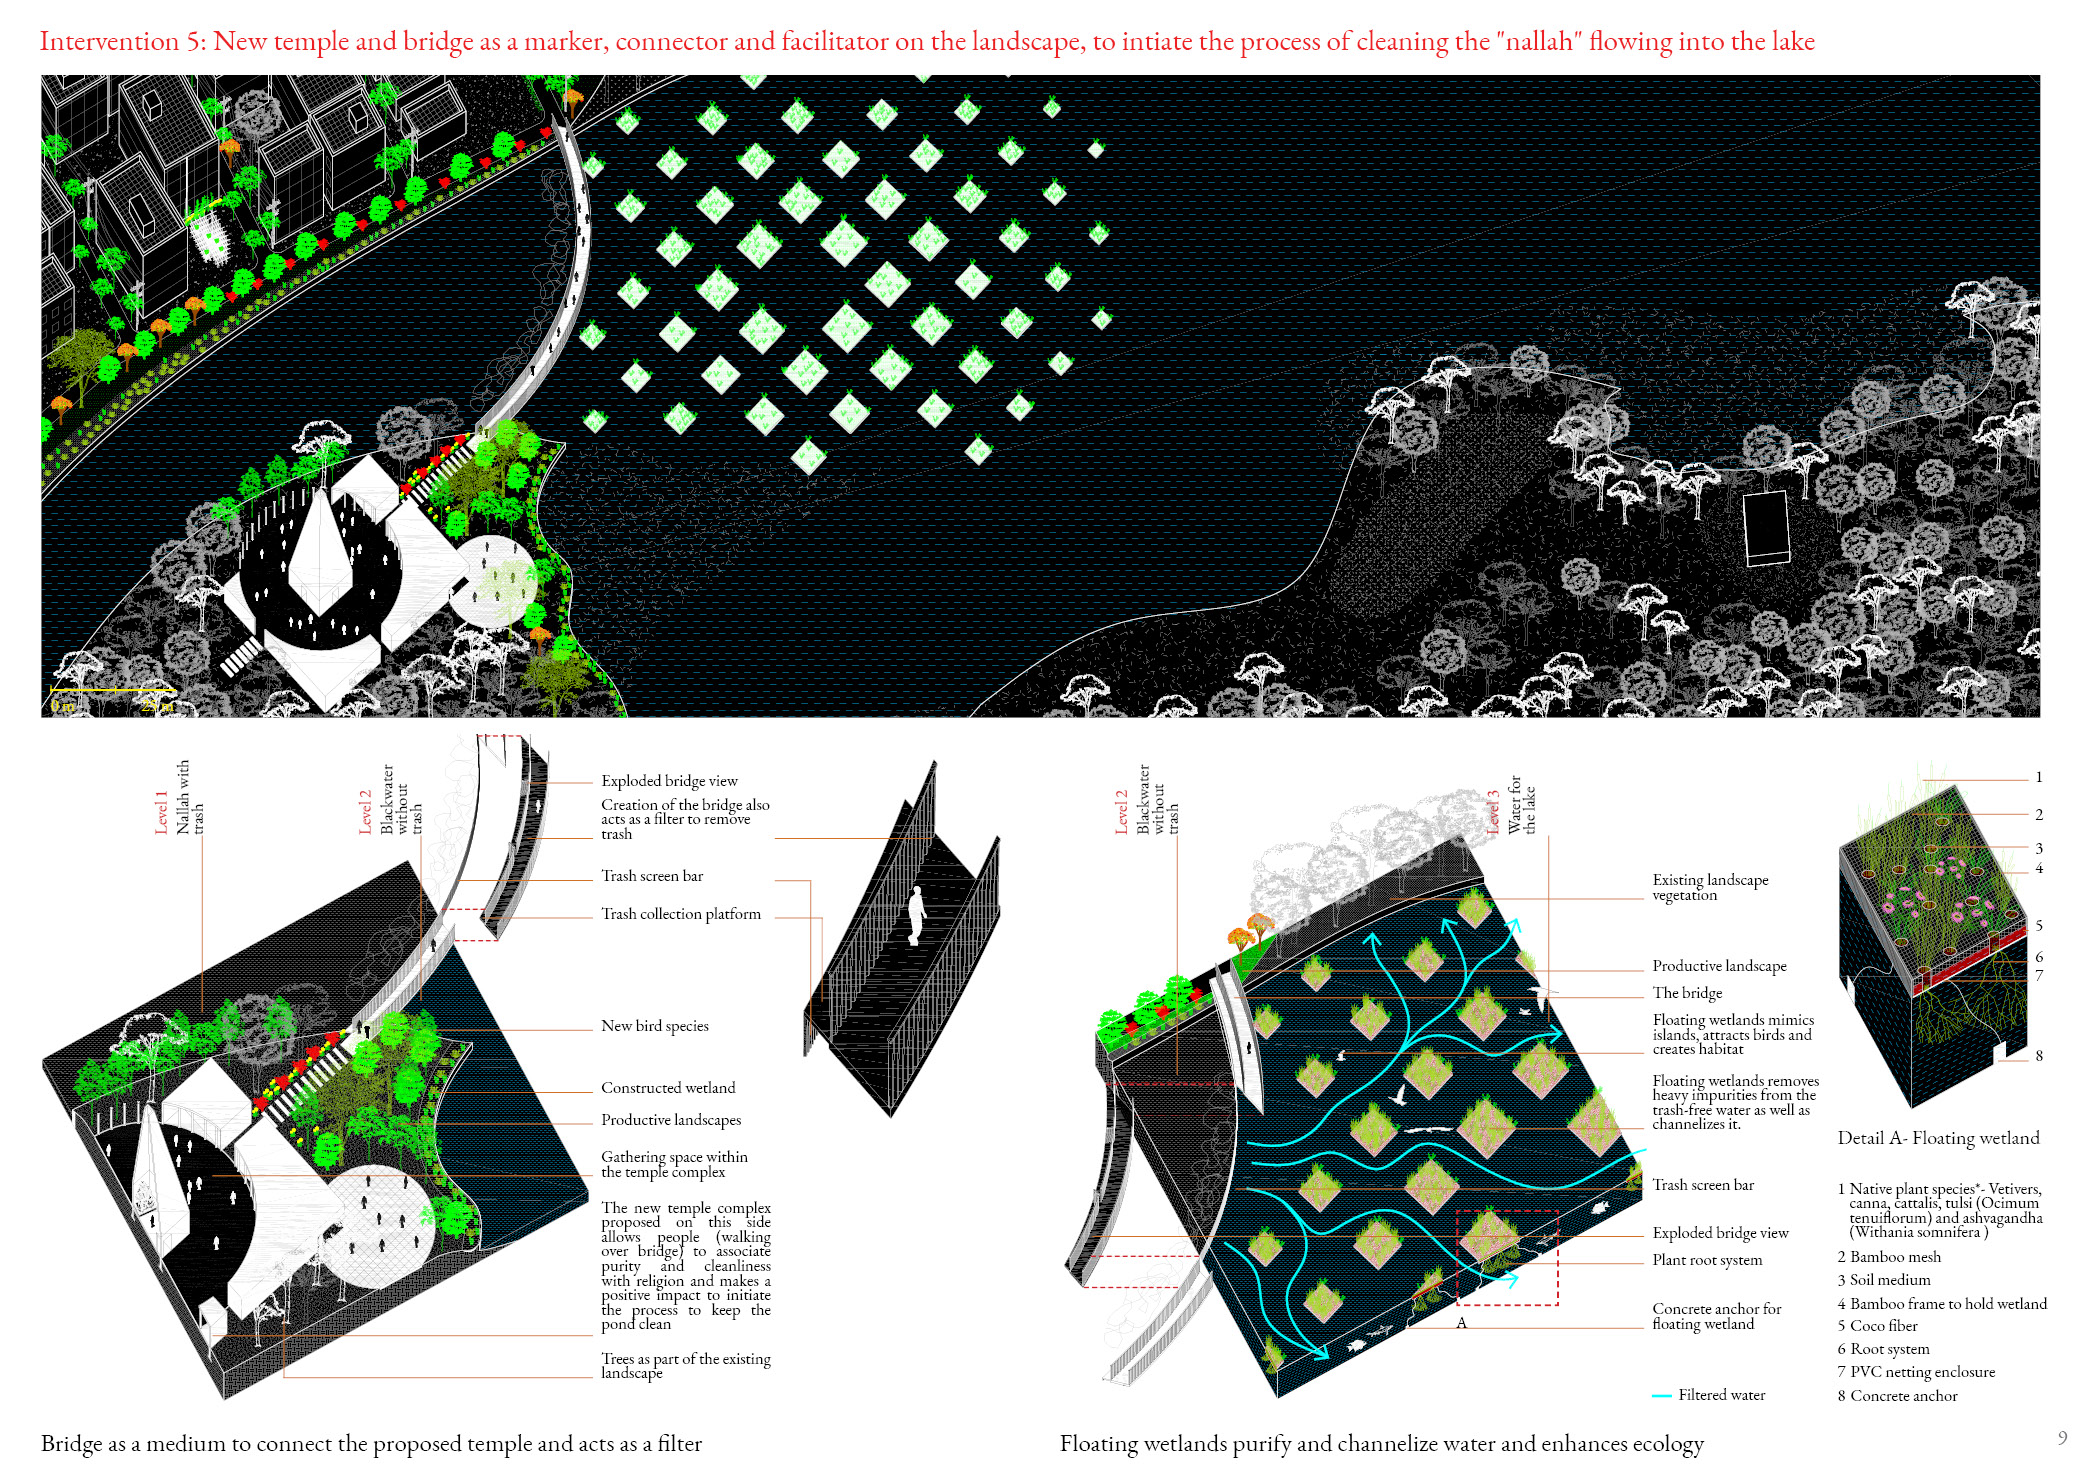 Intervention 5: New temple and bridge as a marker, connector and facilitator on the landscape, to intiate the process of cleaning the "nallah" flowing into the lake
0 m
25 m
Level 1
Nallah with
trash
Level 2
Blackwater
without
trash
Exploded bridge view
Creation of the bridge also
acts as a filter to remove
trash
Trash screen bar
Trash collection platform
New bird species
Constructed wetland
Productive landscapes
Gathering space within
the temple complex
The new temple complex
proposed on this side
allows people (walking
over bridge) to associate
purity and cleanliness
with religion and makes a
positive impact to initiate
the process to keep the
pond clean
Trees as part of the existing
landscape
Bridge as a medium to connect the proposed temple and acts as a filter
Level 2
Blackwater
without
trash
Level 3
Water for
the lake
Existing landscape
vegetation
Productive landscape
The bridge
Floating wetlands mimics
islands, attracts birds and
creates habitat
Floating wetlands removes
heavy impurities from the
trash-free water as well as
channelizes it.
Trash screen bar
Exploded bridge view
Plant root system
Concrete anchor for
floating wetland
A
Filtered water
Floating wetlands purify and channelize water and enhances ecology
1
2
3
4
5
6
7
8
Detail A- Floating wetland
1 Native plant species*- Vetivers,
canna, cattalis, tulsi (Ocimum
tenuiflorum) and ashvagandha
(Withania somnifera )
2 Bamboo mesh
3 Soil medium
4 Bamboo frame to hold wetland
5 Coco fiber
6 Root system
7 PVC netting enclosure
8 Concrete anchor
9